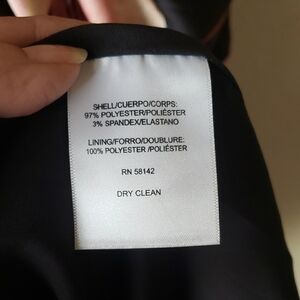 SHELL/CUERPO/CORPS:
97% POLYESTER/POLIÉSTER
3% SPANDEX/ELASTANO
LINING/FORRO/DOUBLURE:
100% POLYESTER /POLIÉSTER
RN 58142
DRY CLEAN